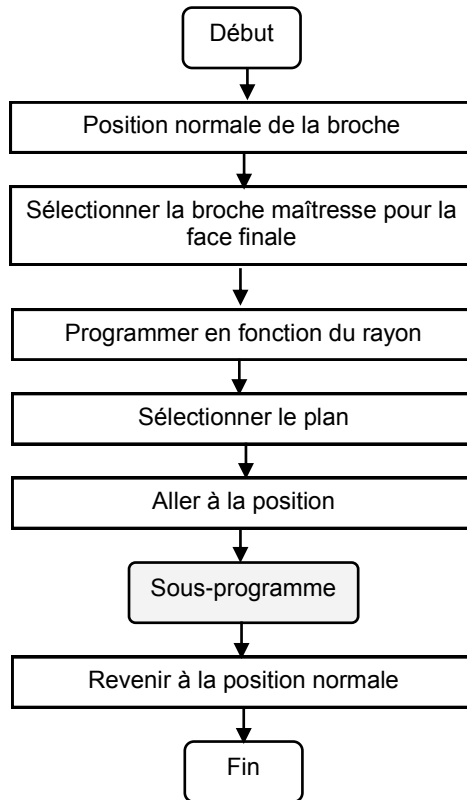 Début
Position normale de la broche
Sélectionner la broche maîtresse pour la
face finale
Programmer en fonction du rayon
Sélectionner le plan
Aller à la position
Sous-programme
Revenir à la position normale
Fin